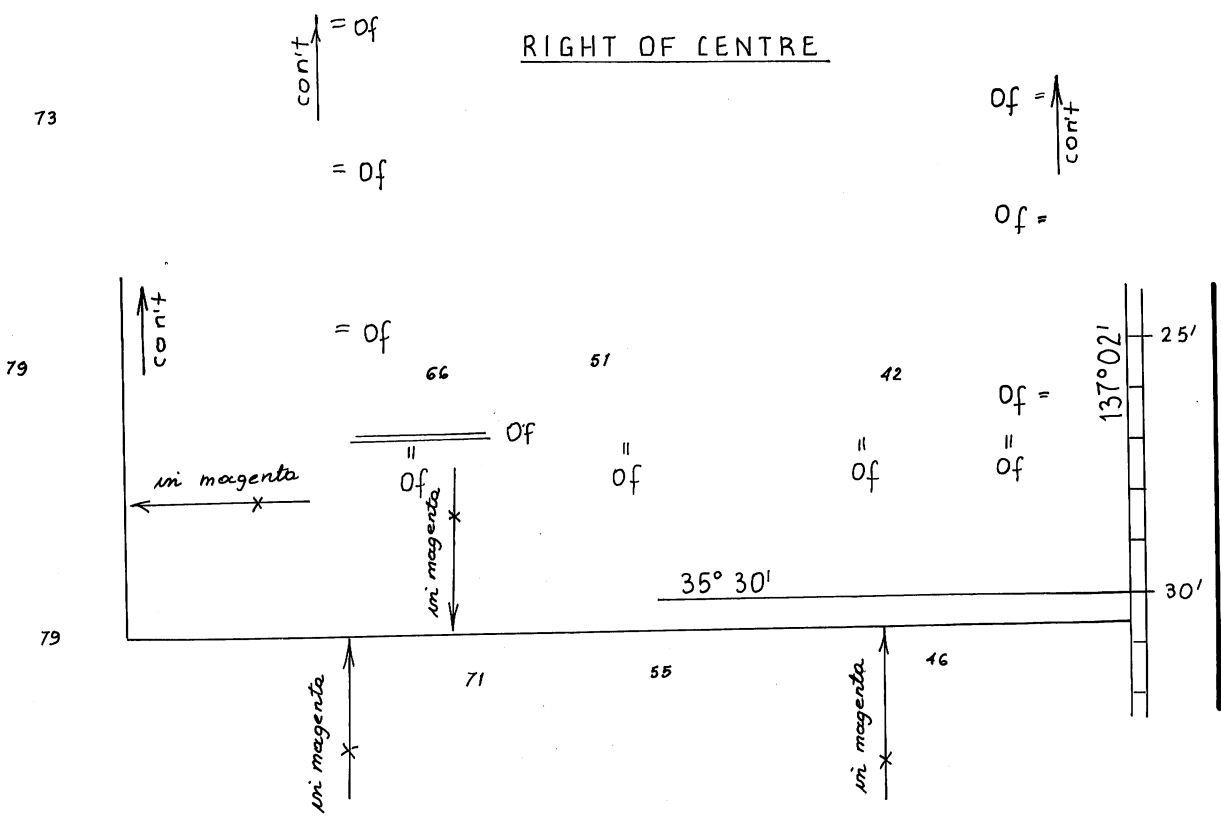 = Of
RIGHT OF CENTRE
con't
Of =
con't
73
= Of
Of =
con't
= Of
137°02'
25'
79
66
51
42
Of =
Of
= Of
= Of
= Of
= Of
in magenta
in magenta
35° 30'
30'
79
71
55
46
in magenta
in magenta